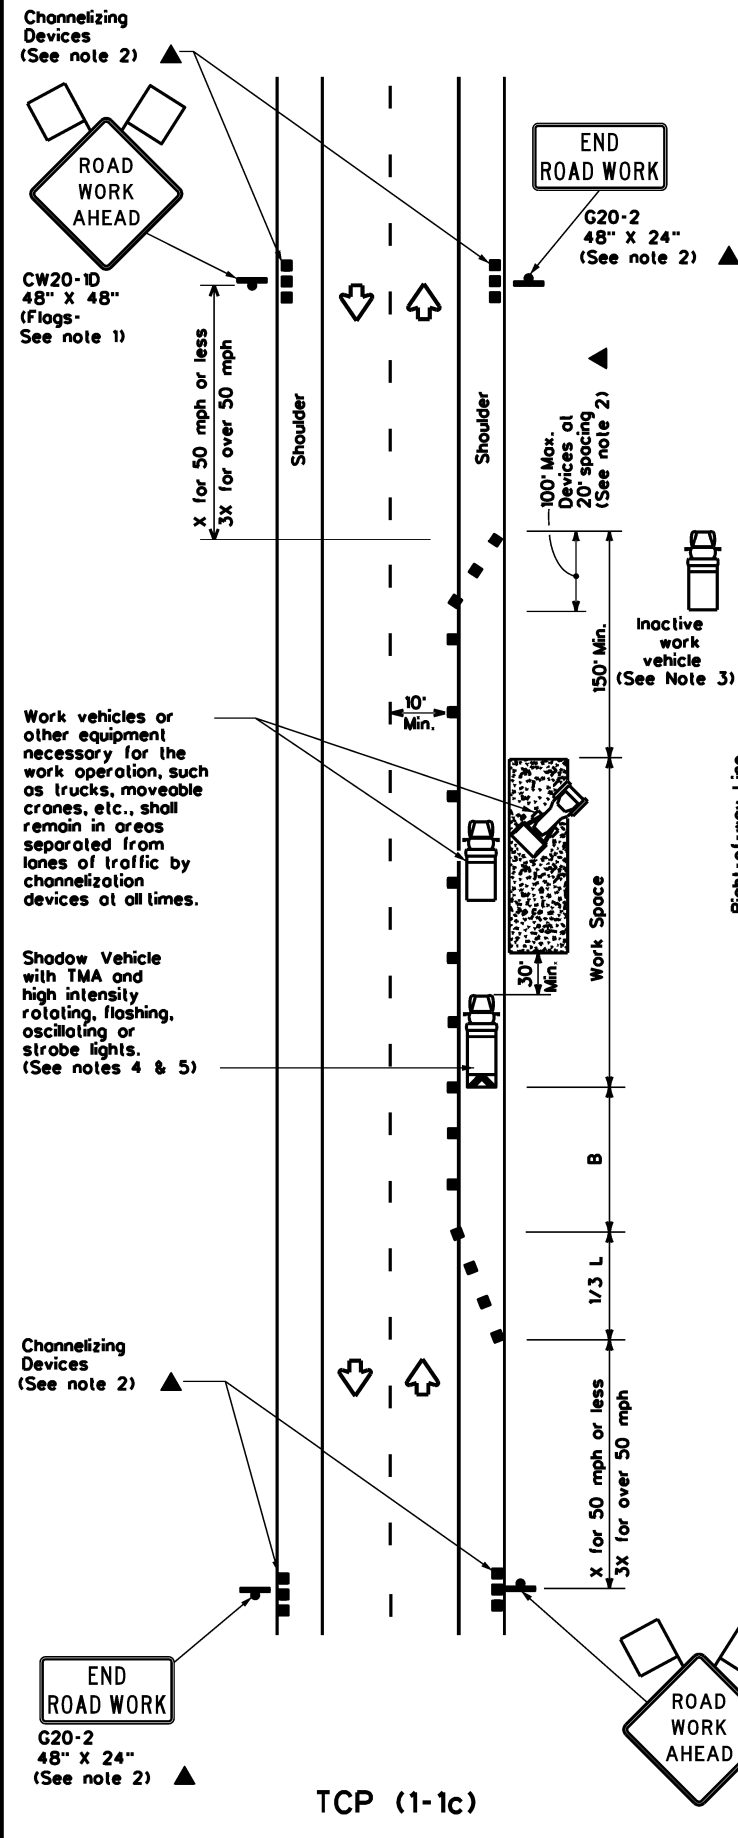 Channelizing
Devices
(See note 2)
ROAD
WORK
AHEAD
CW20-1D
48" X 48"
(Flags-
See note 1)
END
ROAD WORK
G20-2
48" X 24"
(See note 2)
X for 50 mph or less
3X for over 50 mph
Shoulder
Shoulder
100' Max.
Devices at
20' spacing
(See note 2)
150' Min.
Inactive
work
vehicle
(See Note 3)
10'
Min.
Work vehicles or
other equipment
necessary for the
work operation, such
as trucks, moveable
cranes, etc., shall
remain in areas
separated from
lanes of traffic by
channelization
devices at all times.
Right-of-way Line
Work Space
30'
Min.
Shadow Vehicle
with TMA and
high intensity
rotating, flashing,
oscillating or
strobe lights.
(See notes 4 & 5)
B
1/3 L
Channelizing
Devices
(See note 2)
X for 50 mph or less
3X for over 50 mph
END
ROAD WORK
G20-2
48" X 24"
(See note 2)
ROAD
WORK
AHEAD
TCP (1-1c)